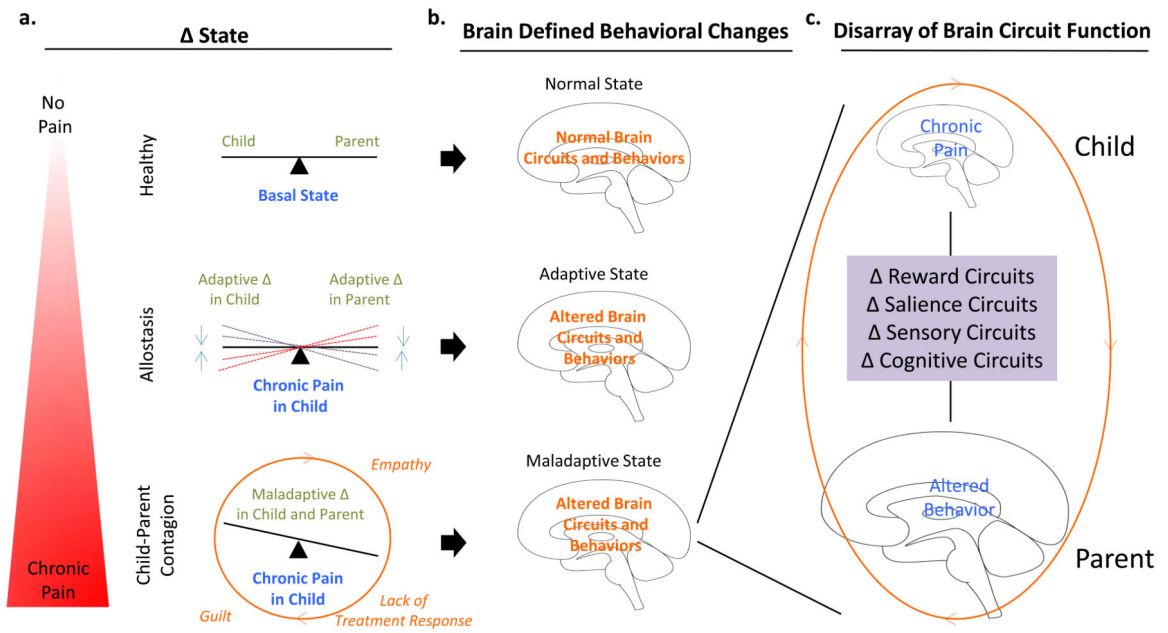 a.
Δ State
No
Pain
Chronic
Pain
Healthy
Child
Parent
Basal State
Allostasis
Adaptive Δ
in Child
Adaptive Δ
in Parent
Chronic Pain
in Child
Child-Parent
Contagion
Empathy
Maladaptive Δ
in Child and Parent
Chronic Pain
in Child
Guilt
Lack of
Treatment Response
b.
Brain Defined Behavioral Changes
Normal State
Normal Brain
Circuits and Behaviors
Adaptive State
Altered Brain
Circuits and
Behaviors
Maladaptive State
Altered Brain
Circuits and
Behaviors
c.
Disarray of Brain Circuit Function
Chronic
Pain
Child
Δ Reward Circuits
Δ Salience Circuits
Δ Sensory Circuits
Δ Cognitive Circuits
Altered
Behavior
Parent